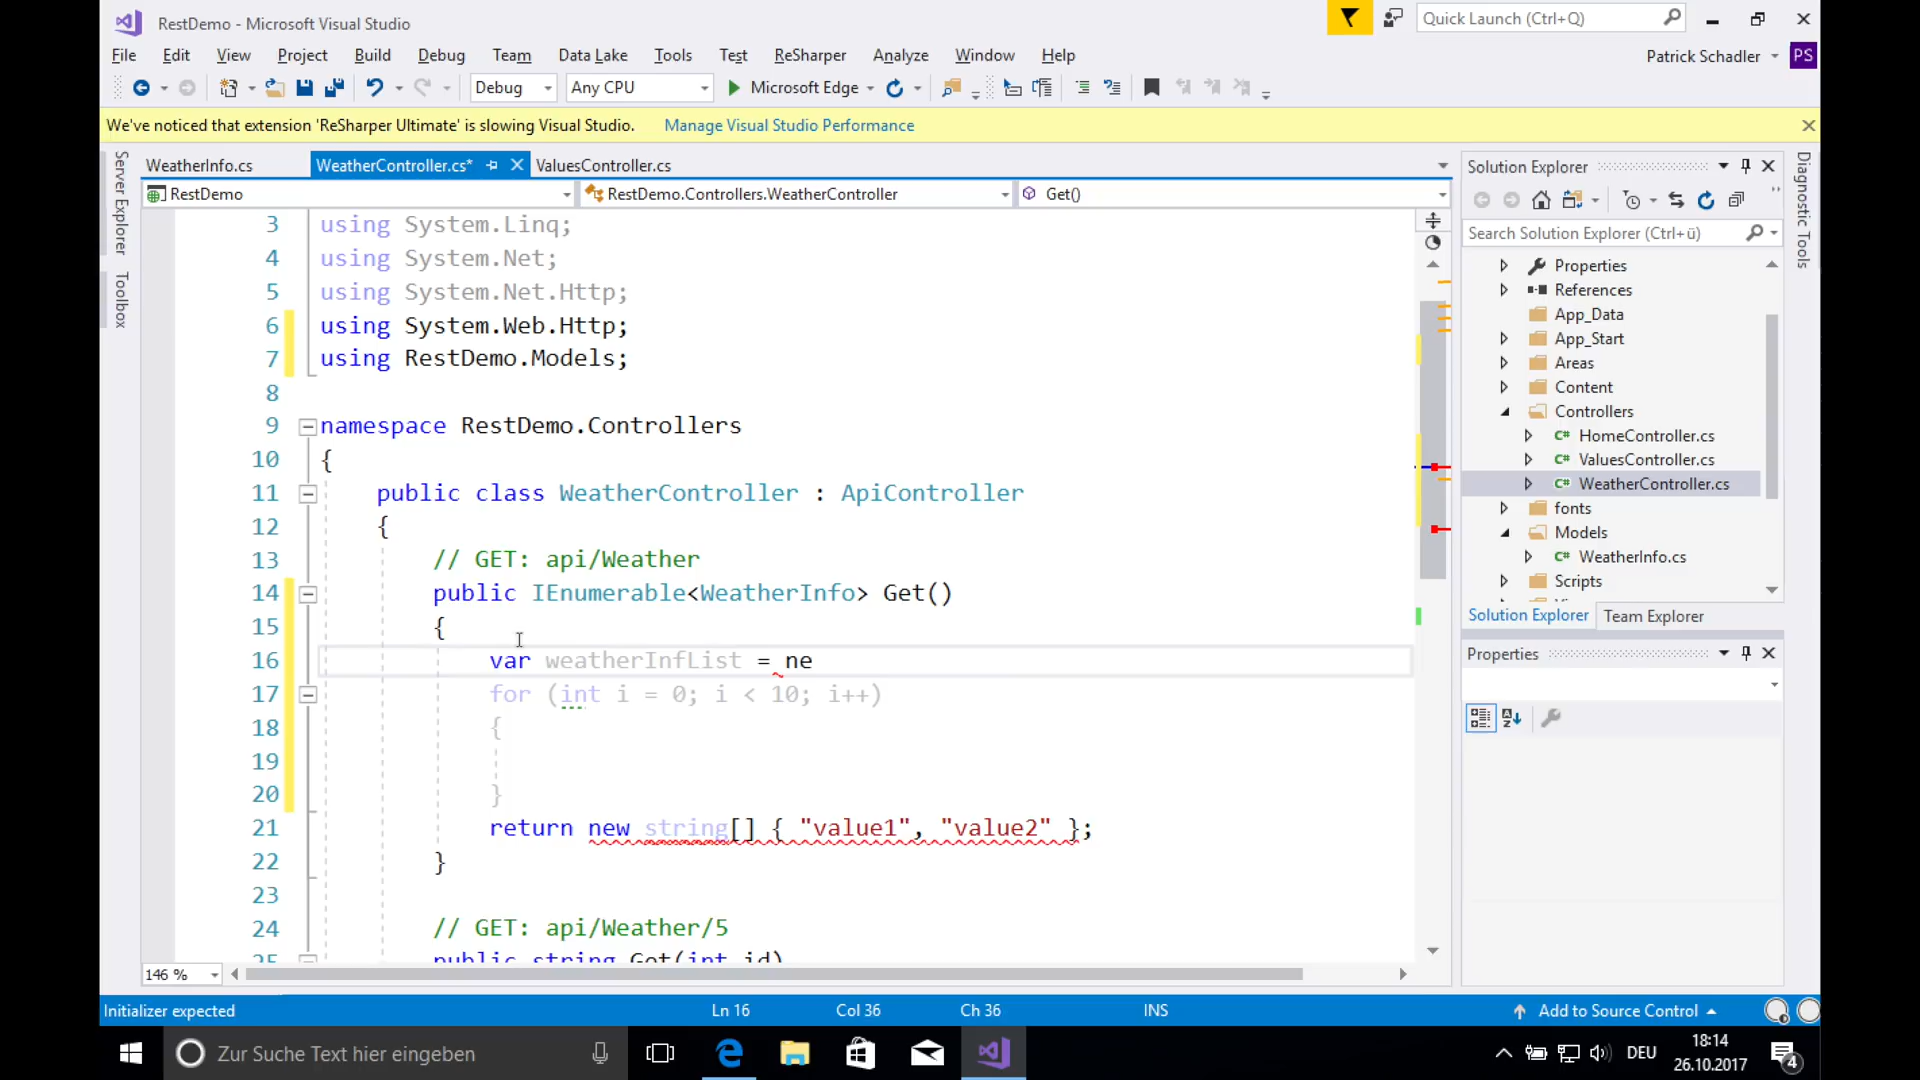 RestDemo - Microsoft Visual Studio
Quick Launch (Ctrl+Q)
File Edit View Project Build Debug Team Data Lake Tools Test ReSharper Analyze Window Help
Patrick Schadler PS
Debug Any CPU Microsoft Edge
We've noticed that extension 'ReSharper Ultimate' is slowing Visual Studio. Manage Visual Studio Performance
Server Explorer
Toolbox
WeatherInfo.cs WeatherController.cs* ValuesController.cs
RestDemo RestDemo.Controllers.WeatherController Get()
3 using System.Linq;
4 using System.Net;
5 using System.Net.Http;
6 using System.Web.Http;
7 using RestDemo.Models;
8
9 namespace RestDemo.Controllers
10 {
11 public class WeatherController : ApiController
12 {
13 // GET: api/Weather
14 public IEnumerable<WeatherInfo> Get()
15 {
16 var weatherInfList = ne
17 for (int i = 0; i < 10; i++)
18 {
19
20 }
21 return new string[] { "value1", "value2" };
22 }
23
24 // GET: api/Weather/5
25 public string Get(int id)
146 %
Solution Explorer
Search Solution Explorer (Ctrl+ü)
Properties
References
App_Data
App_Start
Areas
Content
Controllers
C# HomeController.cs
C# ValuesController.cs
C# WeatherController.cs
fonts
Models
C# WeatherInfo.cs
Scripts
Solution Explorer Team Explorer
Properties
Diagnostic Tools
Initializer expected Ln 16 Col 36 Ch 36 INS Add to Source Control
Zur Suche Text hier eingeben
DEU
18:14
26.10.2017
4